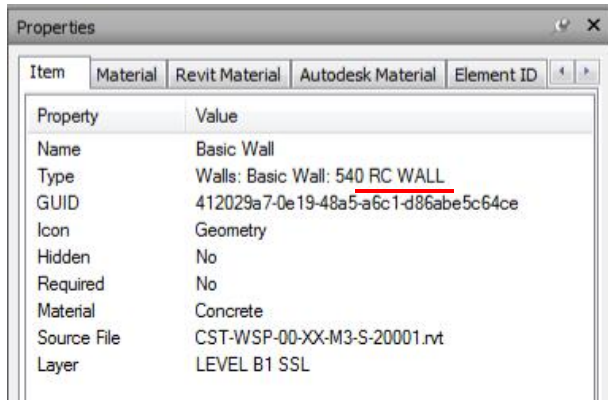 Properties
Item Material Revit Material Autodesk Material Element ID
Property Value
Name Basic Wall
Type Walls: Basic Wall: 540 RC WALL
GUID 412029a7-0e19-48a5-a6c1-d86abe5c64ce
Icon Geometry
Hidden No
Required No
Material Concrete
Source File CST-WSP-00-XX-M3-S-20001.rvt
Layer LEVEL B1 SSL